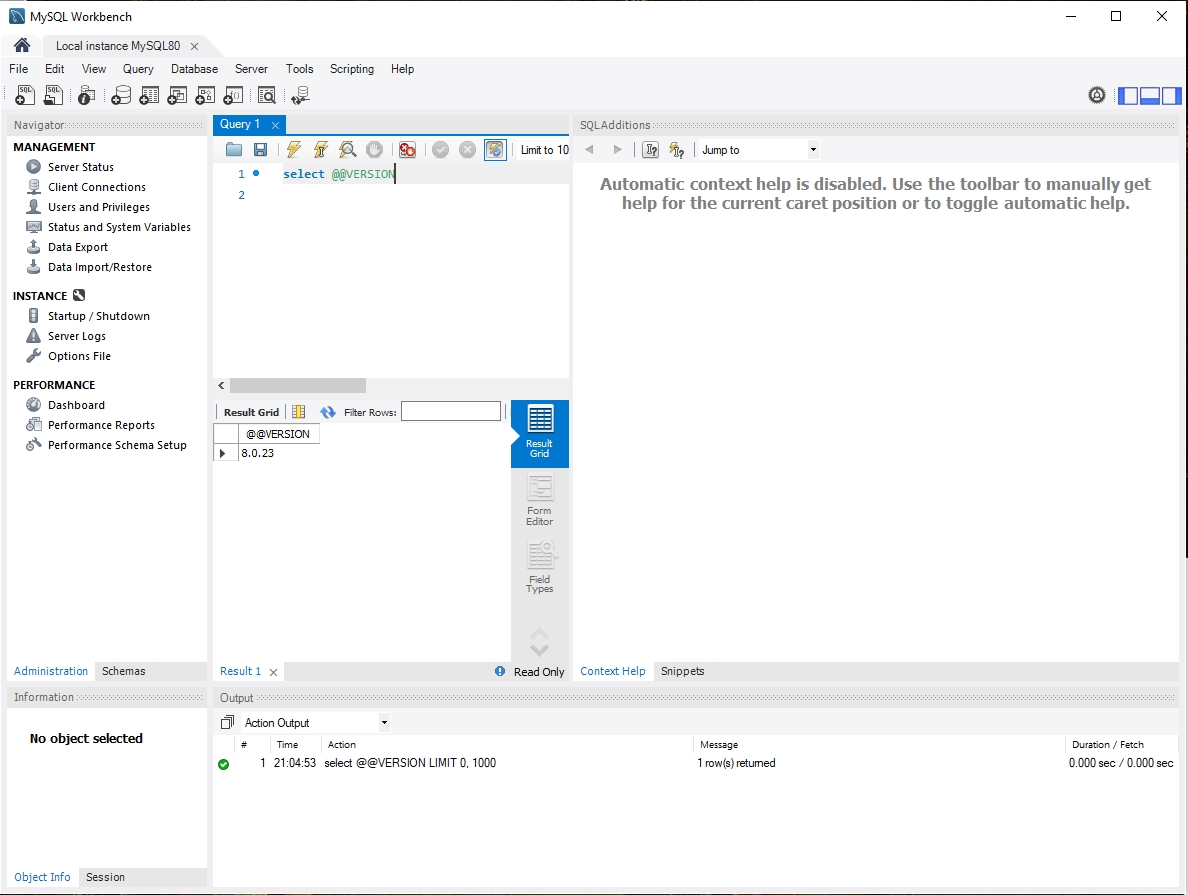 MySQL Workbench
Local instance MySQL80
File Edit View Query Database Server Tools Scripting Help
Navigator
MANAGEMENT
Server Status
Client Connections
Users and Privileges
Status and System Variables
Data Export
Data Import/Restore
INSTANCE
Startup / Shutdown
Server Logs
Options File
PERFORMANCE
Dashboard
Performance Reports
Performance Schema Setup
Administration Schemas
Query 1
Limit to 10
1 select @@VERSION
2
Result Grid Filter Rows:
@@VERSION
8.0.23
Result
Grid
Form
Editor
Field
Types
Result 1 Read Only
SQLAdditions
Jump to
Automatic context help is disabled. Use the toolbar to manually get
help for the current caret position or to toggle automatic help.
Context Help Snippets
Information
No object selected
Object Info Session
Output
Action Output
# Time Action Message Duration / Fetch
1 21:04:53 select @@VERSION LIMIT 0, 1000 1 row(s) returned 0.000 sec / 0.000 sec